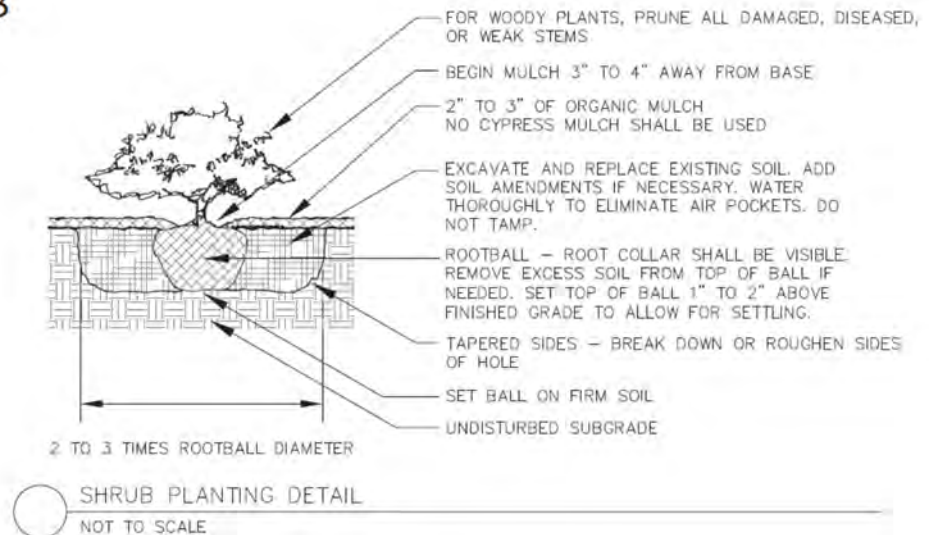 FOR WOODY PLANTS, PRUNE ALL DAMAGED, DISEASED,
OR WEAK STEMS
BEGIN MULCH 3" TO 4" AWAY FROM BASE
2" TO 3" OF ORGANIC MULCH
NO CYPRESS MULCH SHALL BE USED
EXCAVATE AND REPLACE EXISTING SOIL. ADD
SOIL AMENDMENTS IF NECESSARY. WATER
THOROUGHLY TO ELIMINATE AIR POCKETS. DO
NOT TAMP.
ROOTBALL – ROOT COLLAR SHALL BE VISIBLE.
REMOVE EXCESS SOIL FROM TOP OF BALL IF
NEEDED. SET TOP OF BALL 1" TO 2" ABOVE
FINISHED GRADE TO ALLOW FOR SETTLING.
TAPERED SIDES – BREAK DOWN OR ROUGHEN SIDES
OF HOLE
SET BALL ON FIRM SOIL
UNDISTURBED SUBGRADE
2 TO 3 TIMES ROOTBALL DIAMETER
SHRUB PLANTING DETAIL
NOT TO SCALE